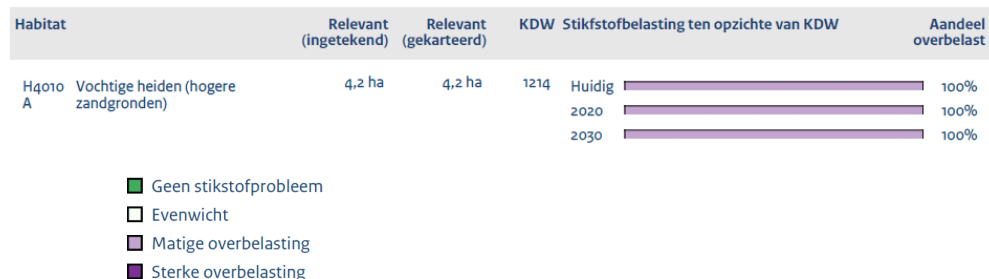 Habitat Relevant Relevant KDW Stikfstofbelasting ten opzichte van KDW Aandeel
(ingetekend) (gekarteerd) overbelast
H4010 Vochtige heiden (hogere 4,2 ha 4,2 ha 1214 Huidig 100%
A zandgronden)
2020 100%
2030 100%
Geen stikstofprobleem
Evenwicht
Matige overbelasting
Sterke overbelasting